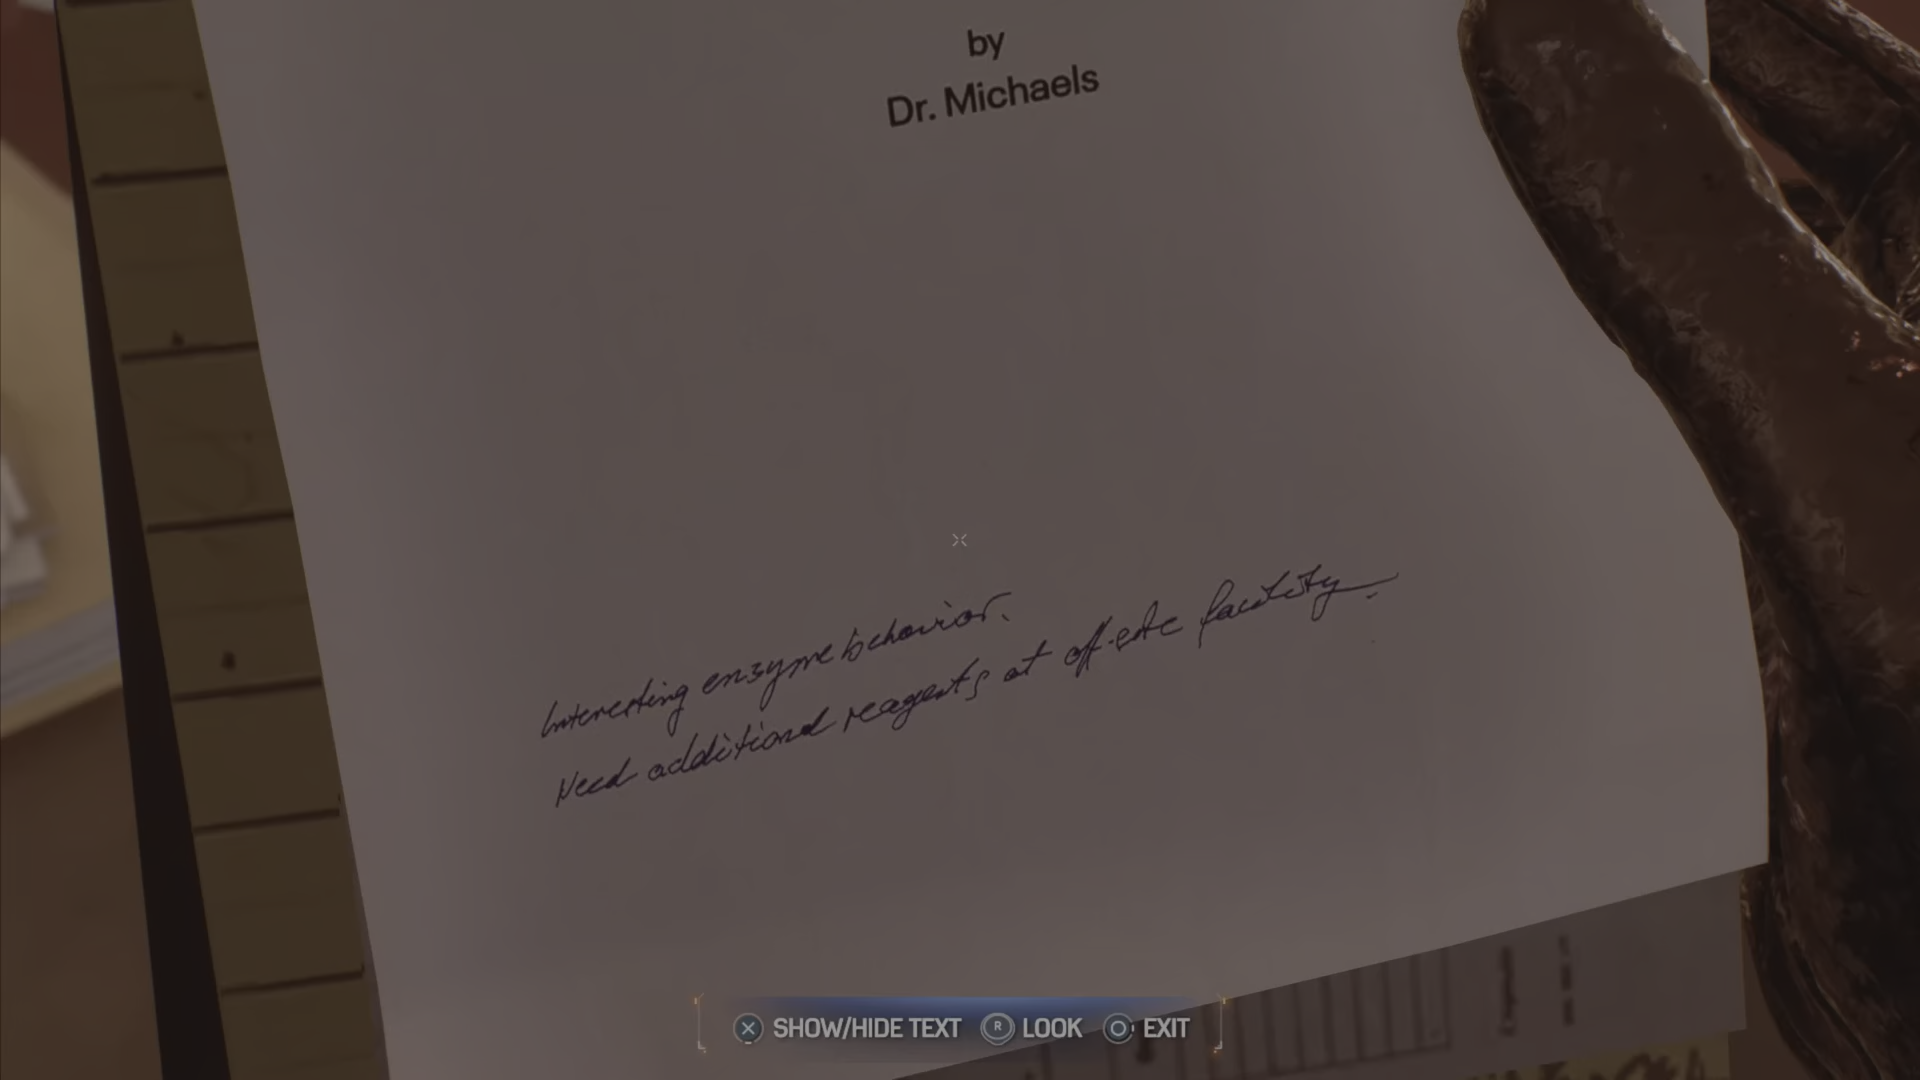 by
Dr. Michaels
Interesting enzyme behavior.
Need additional reagents at off-site facility.
SHOW/HIDE TEXT R LOOK EXIT